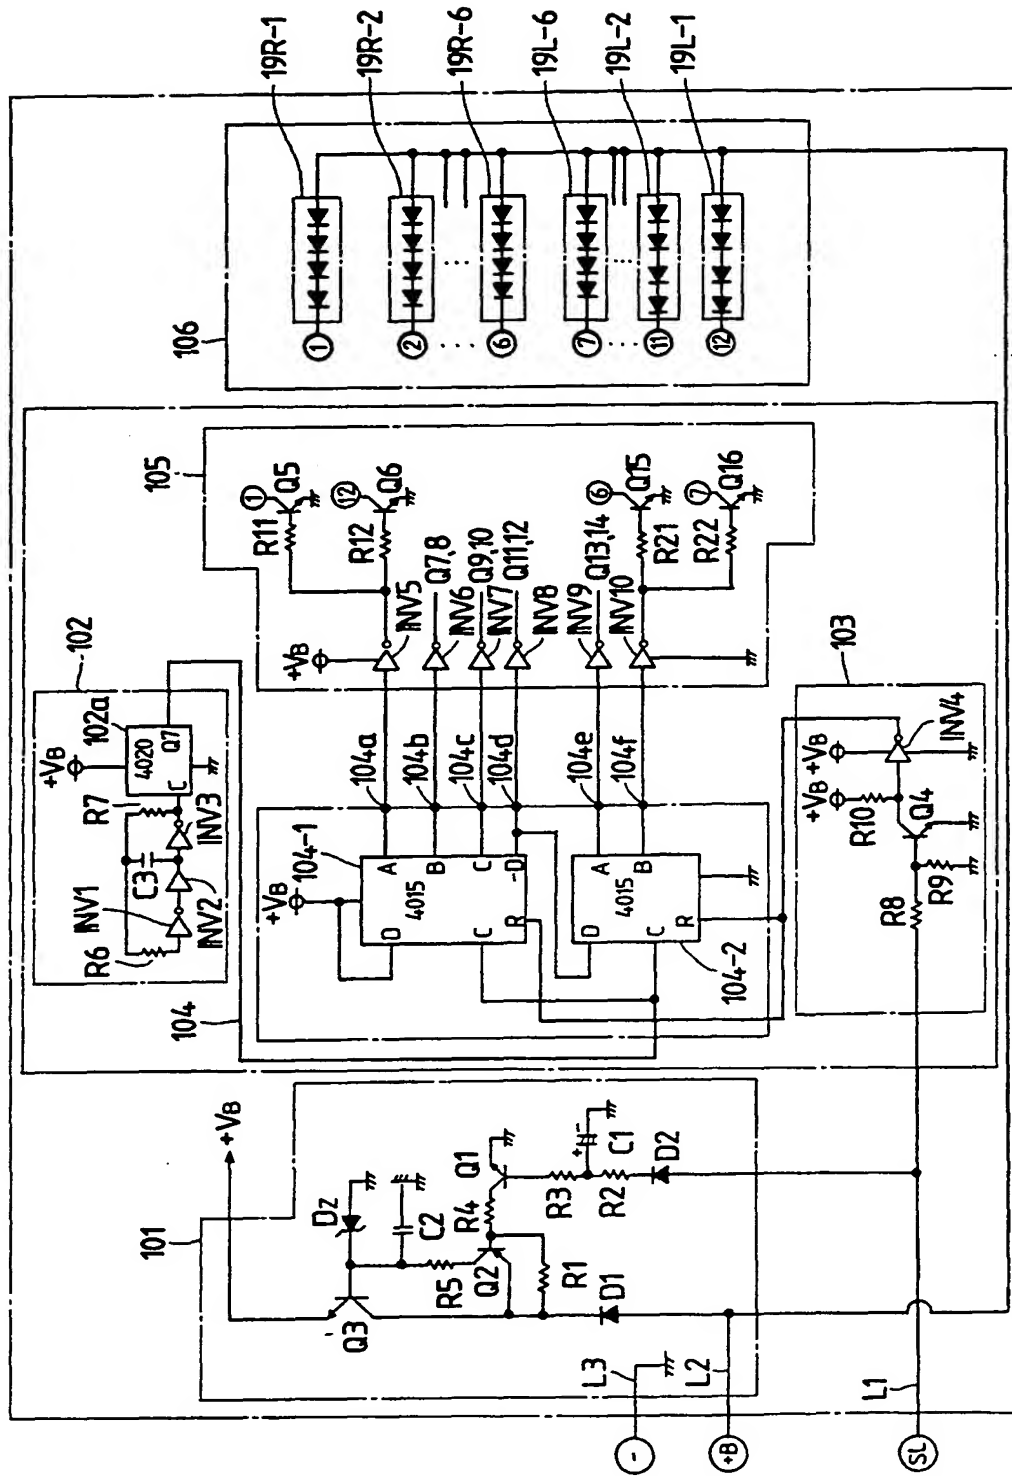 101
+VB
Q3
Dz
C2
R5
Q2
R4
Q1
R1
D1
R3
C1
+
-
R2
D2
L3
L2
L1
-
+B
SL
102
+VB
102a
4020
C
Q7
R7
R6
C3
INV1
INV2
INV3
104
+VB
104-1
D
4015
C
R
A
B
C
-D
104a
104b
104c
104d
104e
104f
D
C
R
4015
A
B
104-2
105
+VB
R11
1
Q5
R12
12
Q6
INV5
Q7,8
INV6
Q9,10
INV7
Q11,12
INV8
Q13,14
INV9
INV10
R21
6
Q15
R22
7
Q16
103
R8
R9
R10
+VB
+VB
Q4
INV4
106
1
2
6
7
11
12
19R-1
19R-2
19R-6
19L-6
19L-2
19L-1